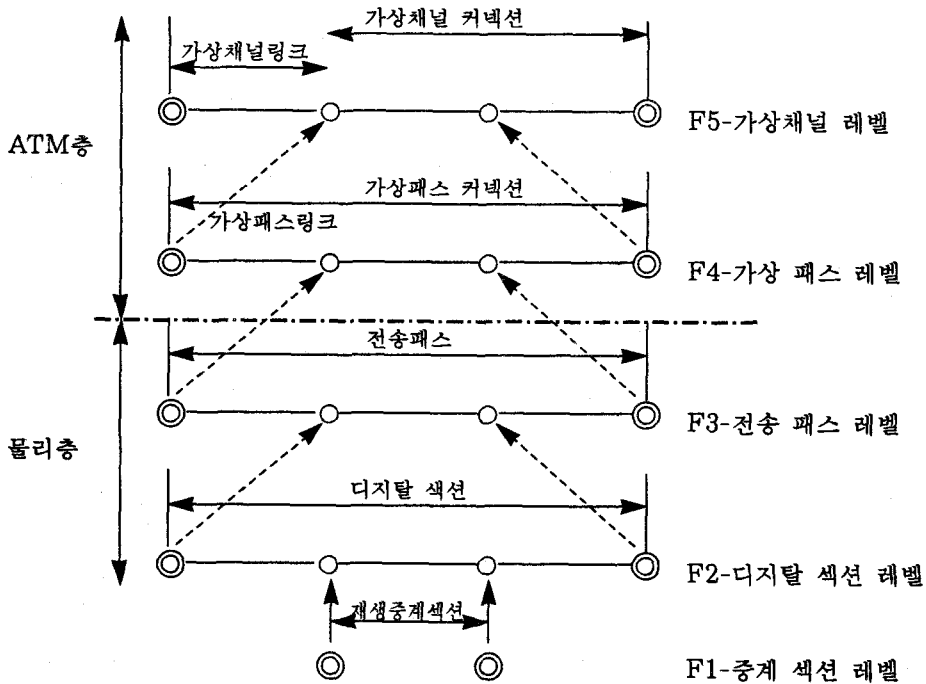 가상채널 커넥션
가상채널링크
F5-가상채널 레벨
ATM층
가상패스 커넥션
가상패스링크
F4-가상 패스 레벨
전송패스
F3-전송 패스 레벨
물리층
디지탈 색션
F2-디지탈 섹션 레벨
재생중계섹션
F1-중계 섹션 레벨